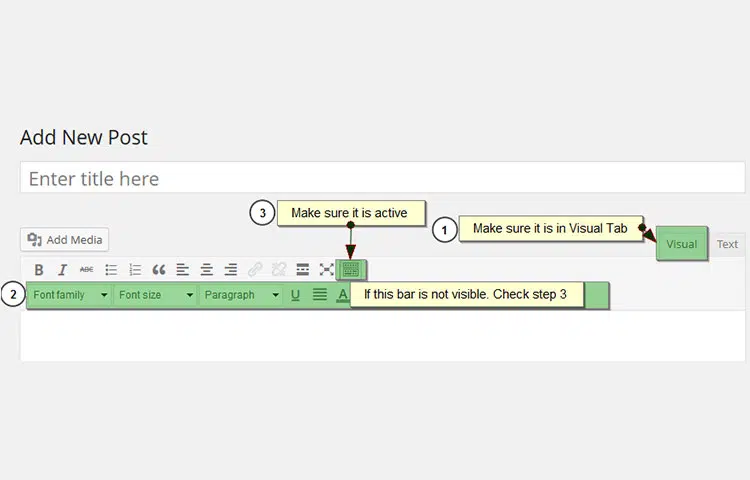 Add New Post
Enter title here
3 Make sure it is active
1 Make sure it is in Visual Tab
Add Media
Visual Text
B I ABC
2 Font family Font size Paragraph U A If this bar is not visible. Check step 3